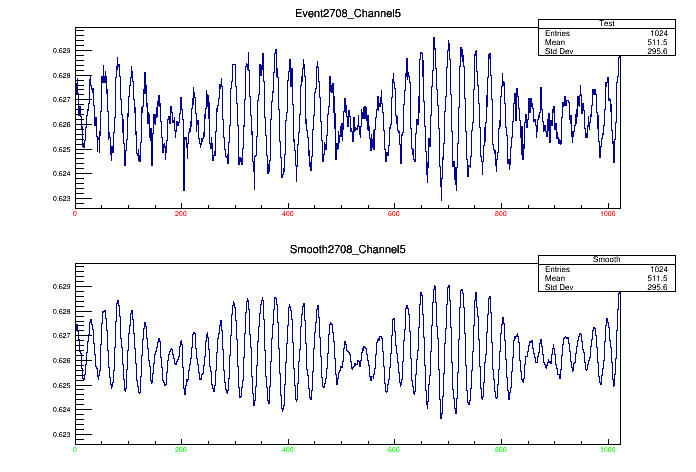 Event2708_Channel5
Test
Entries 1024
Mean 511.5
Std Dev 295.6
0.629
0.628
0.627
0.626
0.625
0.624
0.623
0 200 400 600 800 1000
Smooth2708_Channel5
Smooth
Entries 1024
Mean 511.5
Std Dev 295.6
0.629
0.628
0.627
0.626
0.625
0.624
0.623
0 200 400 600 800 1000